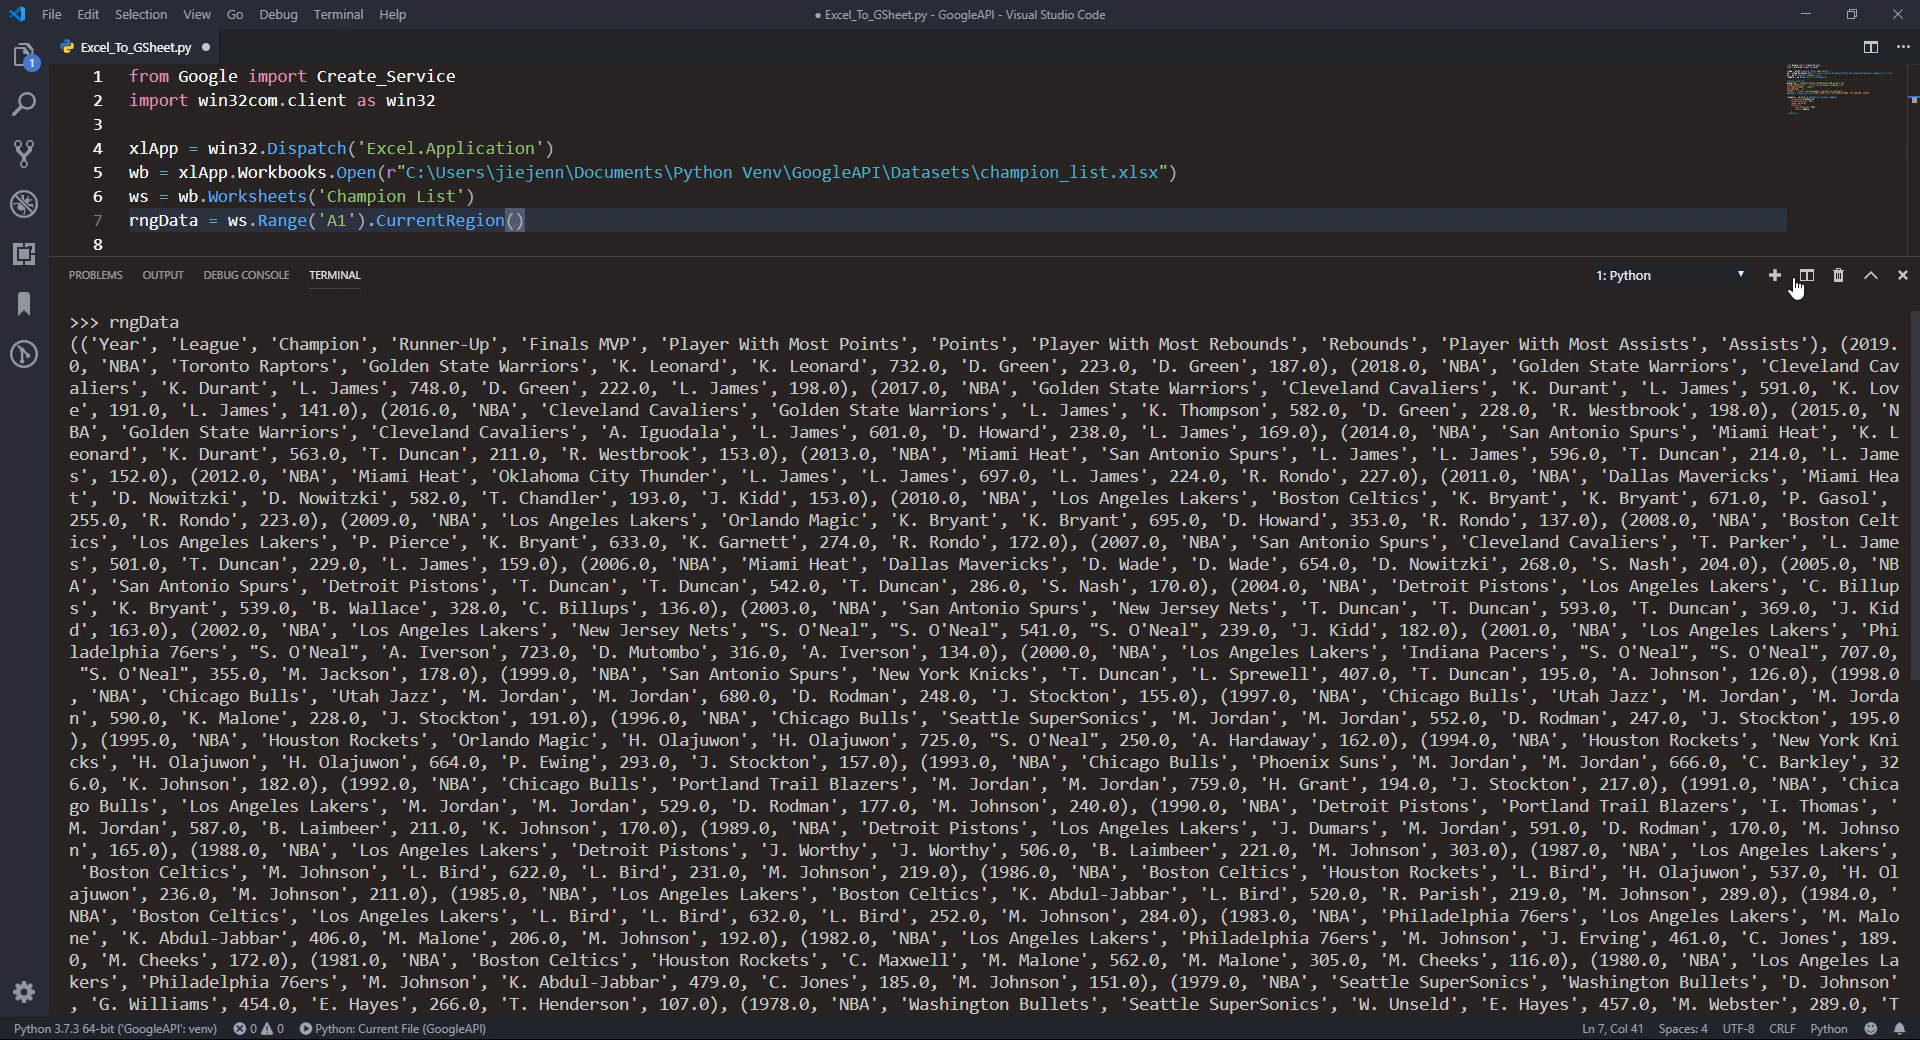 File Edit Selection View Go Debug Terminal Help
● Excel_To_GSheet.py - GoogleAPI - Visual Studio Code
Excel_To_GSheet.py ●
1 from Google import Create_Service
2 import win32com.client as win32
3
4 xlApp = win32.Dispatch('Excel.Application')
5 wb = xlApp.Workbooks.Open(r"C:\Users\jiejenn\Documents\Python Venv\GoogleAPI\Datasets\champion_list.xlsx")
6 ws = wb.Worksheets('Champion List')
7 rngData = ws.Range('A1').CurrentRegion()
8
1
PROBLEMS OUTPUT DEBUG CONSOLE TERMINAL 1: Python
>>> rngData
(('Year', 'League', 'Champion', 'Runner-Up', 'Finals MVP', 'Player With Most Points', 'Points', 'Player With Most Rebounds', 'Rebounds', 'Player With Most Assists', 'Assists'), (2019.
0, 'NBA', 'Toronto Raptors', 'Golden State Warriors', 'K. Leonard', 'K. Leonard', 732.0, 'D. Green', 223.0, 'D. Green', 187.0), (2018.0, 'NBA', 'Golden State Warriors', 'Cleveland Cav
aliers', 'K. Durant', 'L. James', 748.0, 'D. Green', 222.0, 'L. James', 198.0), (2017.0, 'NBA', 'Golden State Warriors', 'Cleveland Cavaliers', 'K. Durant', 'L. James', 591.0, 'K. Lov
e', 191.0, 'L. James', 141.0), (2016.0, 'NBA', 'Cleveland Cavaliers', 'Golden State Warriors', 'L. James', 'K. Thompson', 582.0, 'D. Green', 228.0, 'R. Westbrook', 198.0), (2015.0, 'N
BA', 'Golden State Warriors', 'Cleveland Cavaliers', 'A. Iguodala', 'L. James', 601.0, 'D. Howard', 238.0, 'L. James', 169.0), (2014.0, 'NBA', 'San Antonio Spurs', 'Miami Heat', 'K. L
eonard', 'K. Durant', 563.0, 'T. Duncan', 211.0, 'R. Westbrook', 153.0), (2013.0, 'NBA', 'Miami Heat', 'San Antonio Spurs', 'L. James', 'L. James', 596.0, 'T. Duncan', 214.0, 'L. Jame
s', 152.0), (2012.0, 'NBA', 'Miami Heat', 'Oklahoma City Thunder', 'L. James', 'L. James', 697.0, 'L. James', 224.0, 'R. Rondo', 227.0), (2011.0, 'NBA', 'Dallas Mavericks', 'Miami Hea
t', 'D. Nowitzki', 'D. Nowitzki', 582.0, 'T. Chandler', 193.0, 'J. Kidd', 153.0), (2010.0, 'NBA', 'Los Angeles Lakers', 'Boston Celtics', 'K. Bryant', 'K. Bryant', 671.0, 'P. Gasol',
255.0, 'R. Rondo', 223.0), (2009.0, 'NBA', 'Los Angeles Lakers', 'Orlando Magic', 'K. Bryant', 'K. Bryant', 695.0, 'D. Howard', 353.0, 'R. Rondo', 137.0), (2008.0, 'NBA', 'Boston Celt
ics', 'Los Angeles Lakers', 'P. Pierce', 'K. Bryant', 633.0, 'K. Garnett', 274.0, 'R. Rondo', 172.0), (2007.0, 'NBA', 'San Antonio Spurs', 'Cleveland Cavaliers', 'T. Parker', 'L. Jame
s', 501.0, 'T. Duncan', 229.0, 'L. James', 159.0), (2006.0, 'NBA', 'Miami Heat', 'Dallas Mavericks', 'D. Wade', 'D. Wade', 654.0, 'D. Nowitzki', 268.0, 'S. Nash', 204.0), (2005.0, 'NB
A', 'San Antonio Spurs', 'Detroit Pistons', 'T. Duncan', 'T. Duncan', 542.0, 'T. Duncan', 286.0, 'S. Nash', 170.0), (2004.0, 'NBA', 'Detroit Pistons', 'Los Angeles Lakers', 'C. Billup
s', 'K. Bryant', 539.0, 'B. Wallace', 328.0, 'C. Billups', 136.0), (2003.0, 'NBA', 'San Antonio Spurs', 'New Jersey Nets', 'T. Duncan', 'T. Duncan', 593.0, 'T. Duncan', 369.0, 'J. Kid
d', 163.0), (2002.0, 'NBA', 'Los Angeles Lakers', 'New Jersey Nets', "S. O'Neal", "S. O'Neal", 541.0, "S. O'Neal", 239.0, 'J. Kidd', 182.0), (2001.0, 'NBA', 'Los Angeles Lakers', 'Phi
ladelphia 76ers', "S. O'Neal", 'A. Iverson', 723.0, 'D. Mutombo', 316.0, 'A. Iverson', 134.0), (2000.0, 'NBA', 'Los Angeles Lakers', 'Indiana Pacers', "S. O'Neal", "S. O'Neal", 707.0,
"S. O'Neal", 355.0, 'M. Jackson', 178.0), (1999.0, 'NBA', 'San Antonio Spurs', 'New York Knicks', 'T. Duncan', 'L. Sprewell', 407.0, 'T. Duncan', 195.0, 'A. Johnson', 126.0), (1998.0
, 'NBA', 'Chicago Bulls', 'Utah Jazz', 'M. Jordan', 'M. Jordan', 680.0, 'D. Rodman', 248.0, 'J. Stockton', 155.0), (1997.0, 'NBA', 'Chicago Bulls', 'Utah Jazz', 'M. Jordan', 'M. Jorda
n', 590.0, 'K. Malone', 228.0, 'J. Stockton', 191.0), (1996.0, 'NBA', 'Chicago Bulls', 'Seattle SuperSonics', 'M. Jordan', 'M. Jordan', 552.0, 'D. Rodman', 247.0, 'J. Stockton', 195.0
), (1995.0, 'NBA', 'Houston Rockets', 'Orlando Magic', 'H. Olajuwon', 'H. Olajuwon', 725.0, "S. O'Neal", 250.0, 'A. Hardaway', 162.0), (1994.0, 'NBA', 'Houston Rockets', 'New York Kni
cks', 'H. Olajuwon', 'H. Olajuwon', 664.0, 'P. Ewing', 293.0, 'J. Stockton', 157.0), (1993.0, 'NBA', 'Chicago Bulls', 'Phoenix Suns', 'M. Jordan', 'M. Jordan', 666.0, 'C. Barkley', 32
6.0, 'K. Johnson', 182.0), (1992.0, 'NBA', 'Chicago Bulls', 'Portland Trail Blazers', 'M. Jordan', 'M. Jordan', 759.0, 'H. Grant', 194.0, 'J. Stockton', 217.0), (1991.0, 'NBA', 'Chica
go Bulls', 'Los Angeles Lakers', 'M. Jordan', 'M. Jordan', 529.0, 'D. Rodman', 177.0, 'M. Johnson', 240.0), (1990.0, 'NBA', 'Detroit Pistons', 'Portland Trail Blazers', 'I. Thomas', '
M. Jordan', 587.0, 'B. Laimbeer', 211.0, 'K. Johnson', 170.0), (1989.0, 'NBA', 'Detroit Pistons', 'Los Angeles Lakers', 'J. Dumars', 'M. Jordan', 591.0, 'D. Rodman', 170.0, 'M. Johnso
n', 165.0), (1988.0, 'NBA', 'Los Angeles Lakers', 'Detroit Pistons', 'J. Worthy', 'J. Worthy', 506.0, 'B. Laimbeer', 221.0, 'M. Johnson', 303.0), (1987.0, 'NBA', 'Los Angeles Lakers',
'Boston Celtics', 'M. Johnson', 'L. Bird', 622.0, 'L. Bird', 231.0, 'M. Johnson', 219.0), (1986.0, 'NBA', 'Boston Celtics', 'Houston Rockets', 'L. Bird', 'H. Olajuwon', 537.0, 'H. Ol
ajuwon', 236.0, 'M. Johnson', 211.0), (1985.0, 'NBA', 'Los Angeles Lakers', 'Boston Celtics', 'K. Abdul-Jabbar', 'L. Bird', 520.0, 'R. Parish', 219.0, 'M. Johnson', 289.0), (1984.0, '
NBA', 'Boston Celtics', 'Los Angeles Lakers', 'L. Bird', 'L. Bird', 632.0, 'L. Bird', 252.0, 'M. Johnson', 284.0), (1983.0, 'NBA', 'Philadelphia 76ers', 'Los Angeles Lakers', 'M. Malo
ne', 'K. Abdul-Jabbar', 406.0, 'M. Malone', 206.0, 'M. Johnson', 192.0), (1982.0, 'NBA', 'Los Angeles Lakers', 'Philadelphia 76ers', 'M. Johnson', 'J. Erving', 461.0, 'C. Jones', 189.
0, 'M. Cheeks', 172.0), (1981.0, 'NBA', 'Boston Celtics', 'Houston Rockets', 'C. Maxwell', 'M. Malone', 562.0, 'M. Malone', 305.0, 'M. Cheeks', 116.0), (1980.0, 'NBA', 'Los Angeles La
kers', 'Philadelphia 76ers', 'M. Johnson', 'K. Abdul-Jabbar', 479.0, 'C. Jones', 185.0, 'M. Johnson', 151.0), (1979.0, 'NBA', 'Seattle SuperSonics', 'Washington Bullets', 'D. Johnson'
, 'G. Williams', 454.0, 'E. Hayes', 266.0, 'T. Henderson', 107.0), (1978.0, 'NBA', 'Washington Bullets', 'Seattle SuperSonics', 'W. Unseld', 'E. Hayes', 457.0, 'M. Webster', 289.0, 'T
Python 3.7.3 64-bit ('GoogleAPI': venv) 0 0 Python: Current File (GoogleAPI) Ln 7, Col 41 Spaces: 4 UTF-8 CRLF Python